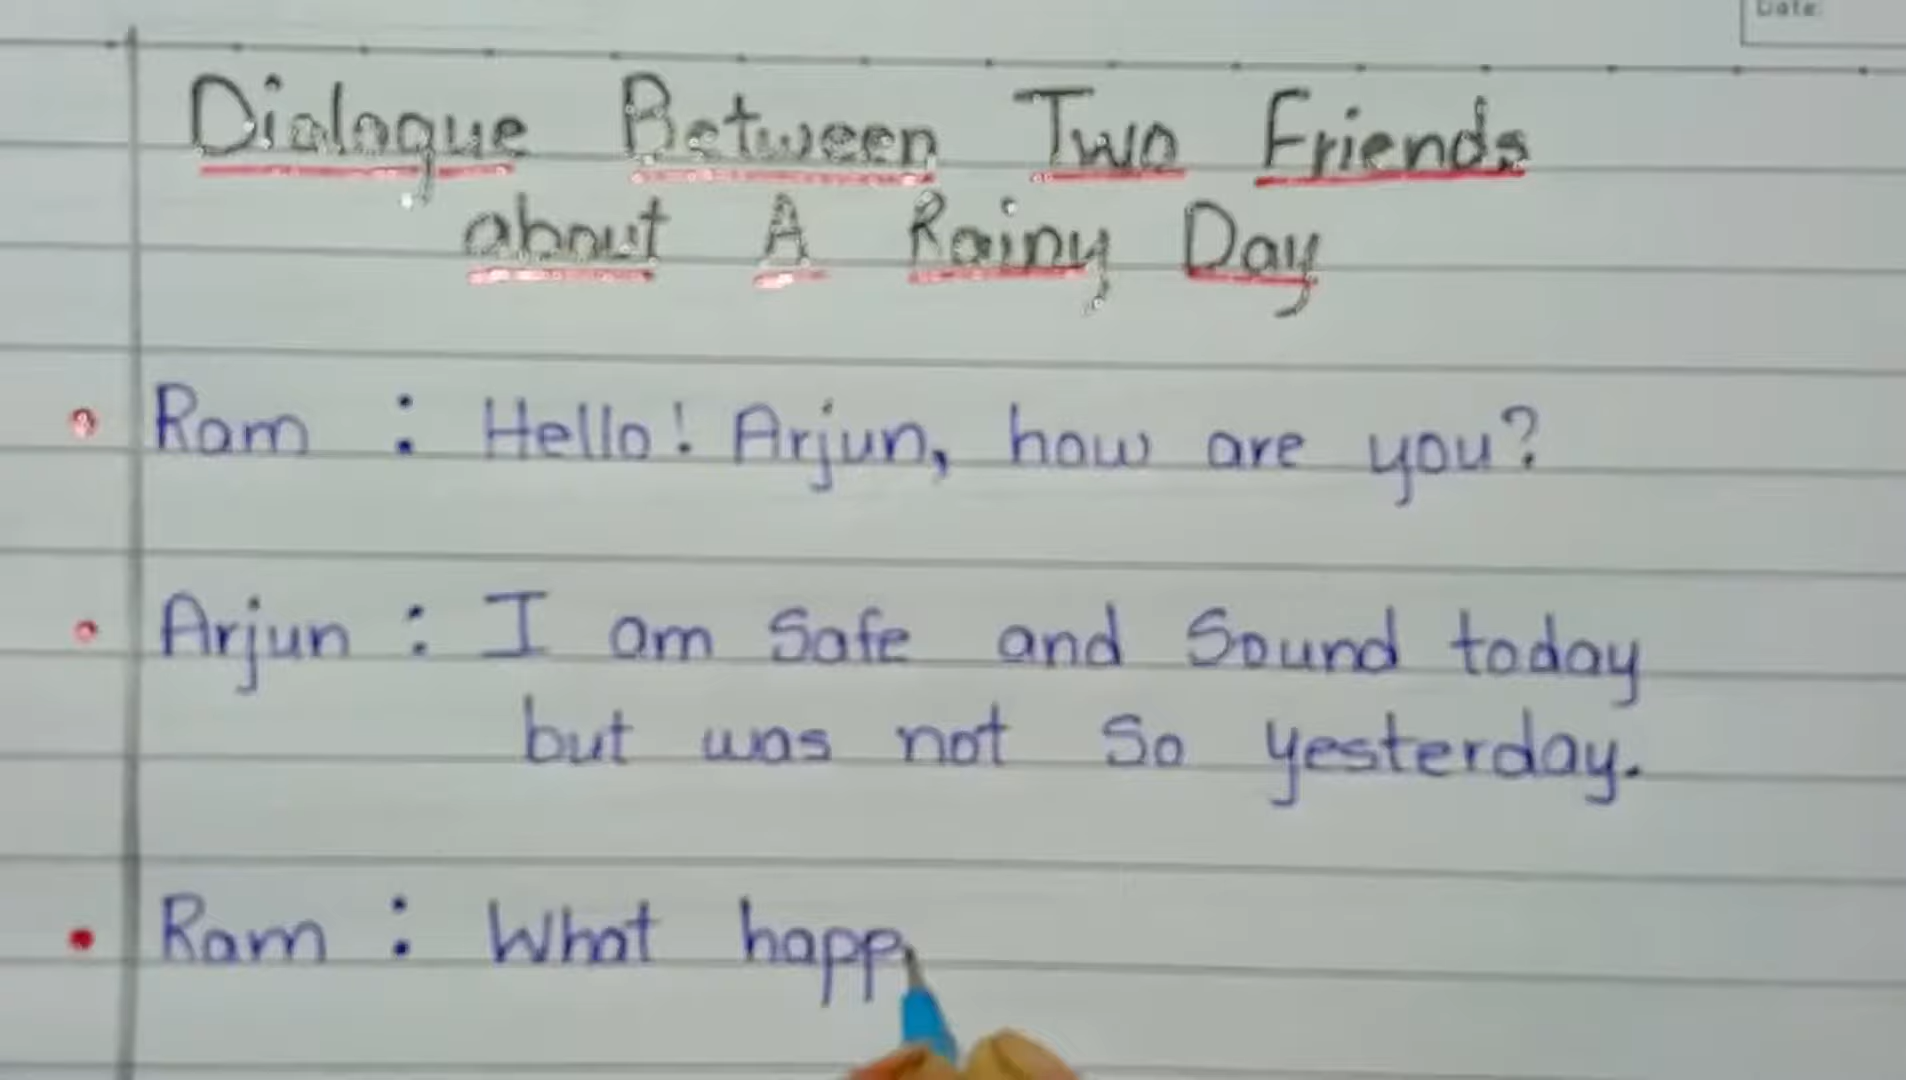 Date:
Dialogue Between Two Friends
about A Rainy Day
Ram : Hello! Arjun, how are you?
Arjun : I am Safe and Sound today
but was not So yesterday.
Ram : What happ